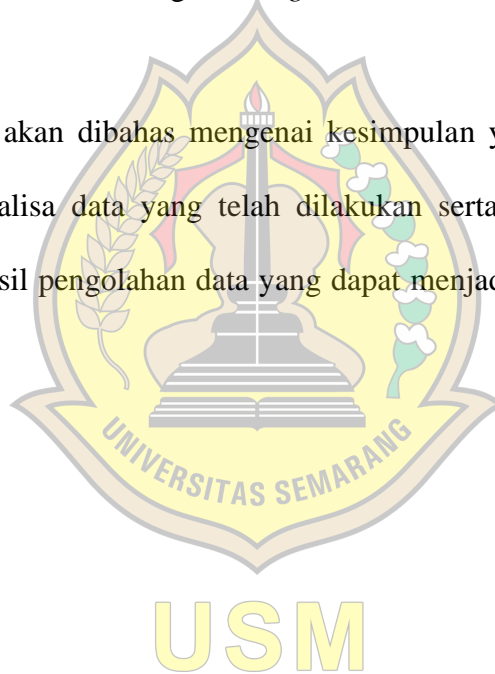 akan dibahas mengenai kesimpulan
alisa data yang telah dilakukan serta
sil pengolahan data yang dapat menjad
UNIVERSITAS SEMARANG
USM